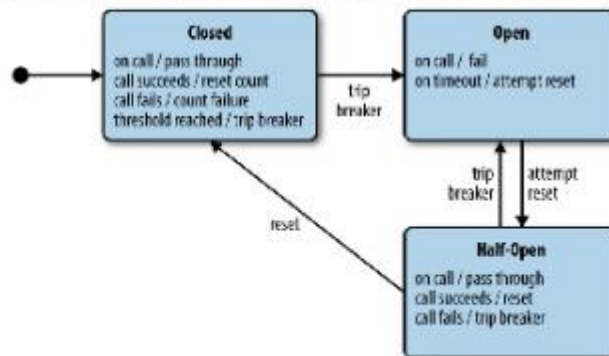 Closed
on call / pass through
call succeeds / reset count
call fails / count failure
threshold reached / trip breaker
trip
breaker
Open
on call / fail
on timeout / attempt reset
trip
breaker
attempt
reset
reset
Half-Open
on call / pass through
call succeeds / reset
call fails / trip breaker